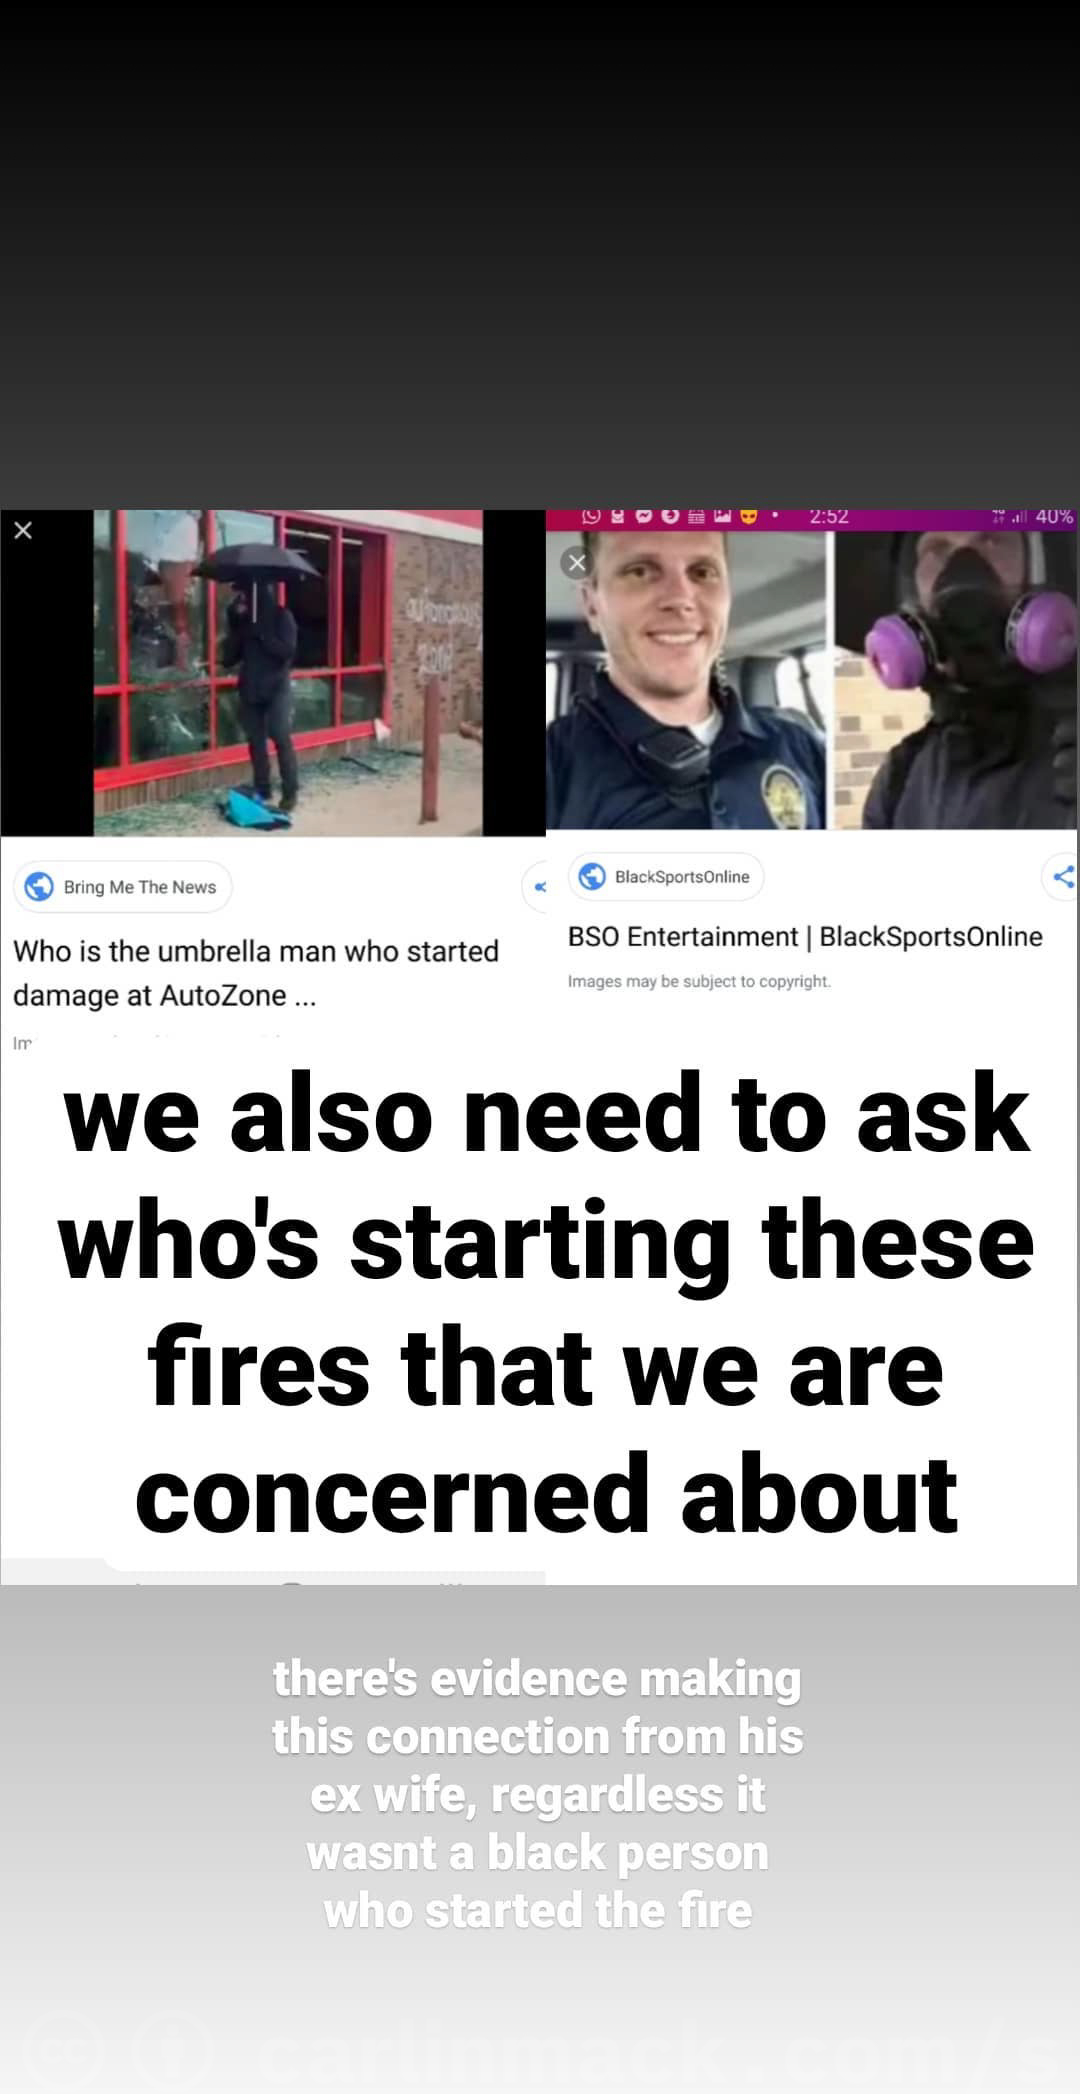 2:52 40%
Bring Me The News
Who is the umbrella man who started
damage at AutoZone ...
BlackSportsOnline
BSO Entertainment | BlackSportsOnline
Images may be subject to copyright.
we also need to ask
who's starting these
fires that we are
concerned about
there's evidence making
this connection from his
ex wife, regardless it
wasnt a black person
who started the fire